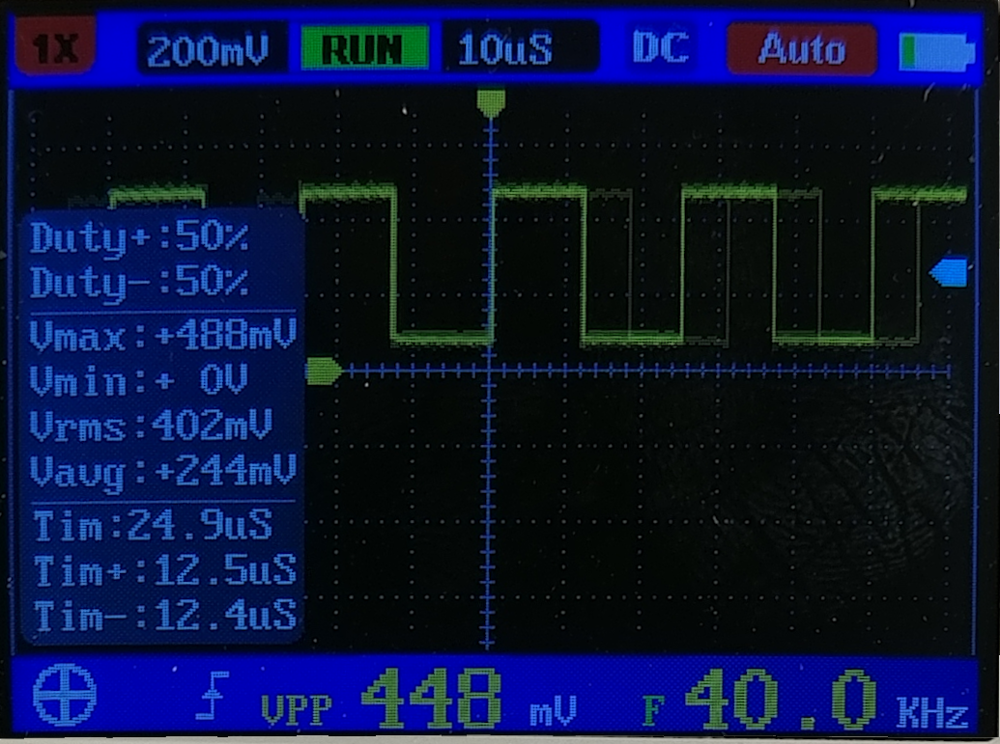 1X 200mV RUN 10uS DC Auto
Duty+:50%
Duty-:50%
Vmax:+488mV
Vmin:+ 0V
Vrms:402mV
Vavg:+244mV
Tim:24.9uS
Tim+:12.5uS
Tim-:12.4uS
VPP 448 mV F 40.0 KHz